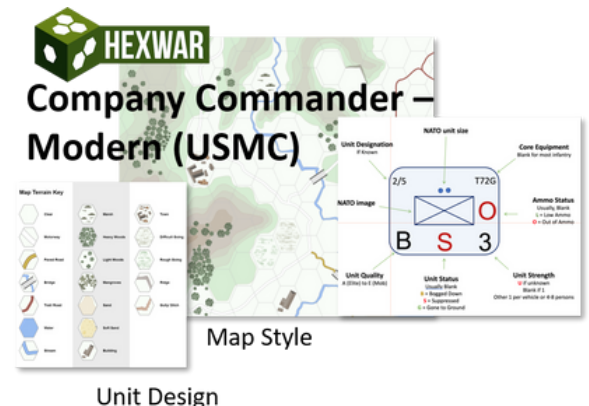 HEXWAR
Company Commander –
Modern (USMC)
NATO unit size
Unit Designation
If Known
Core Equipment
Blank for most infantry
2/5
T72G
NATO image
O
Ammo Status
Usually, Blank
L = Low Ammo
O = Out of Ammo
B
S
3
Unit Quality
A (Elite) to E (Mob)
Unit Status
Usually Blank
B = Bogged Down
S = Suppressed
G = Gone to Ground
Unit Strength
U if unknown
Blank if 1
Other 1 per vehicle or 4-8 persons
Map Terrain Key
Clear
Marsh
Town
Motorway
Heavy Woods
Difficult Going
Paved Road
Light Woods
Rough Going
Bridge
Mangroves
Ridge
Track Road
Sand
Gully Ditch
Water
Soft Sand
Stream
Building
Map Style
Unit Design